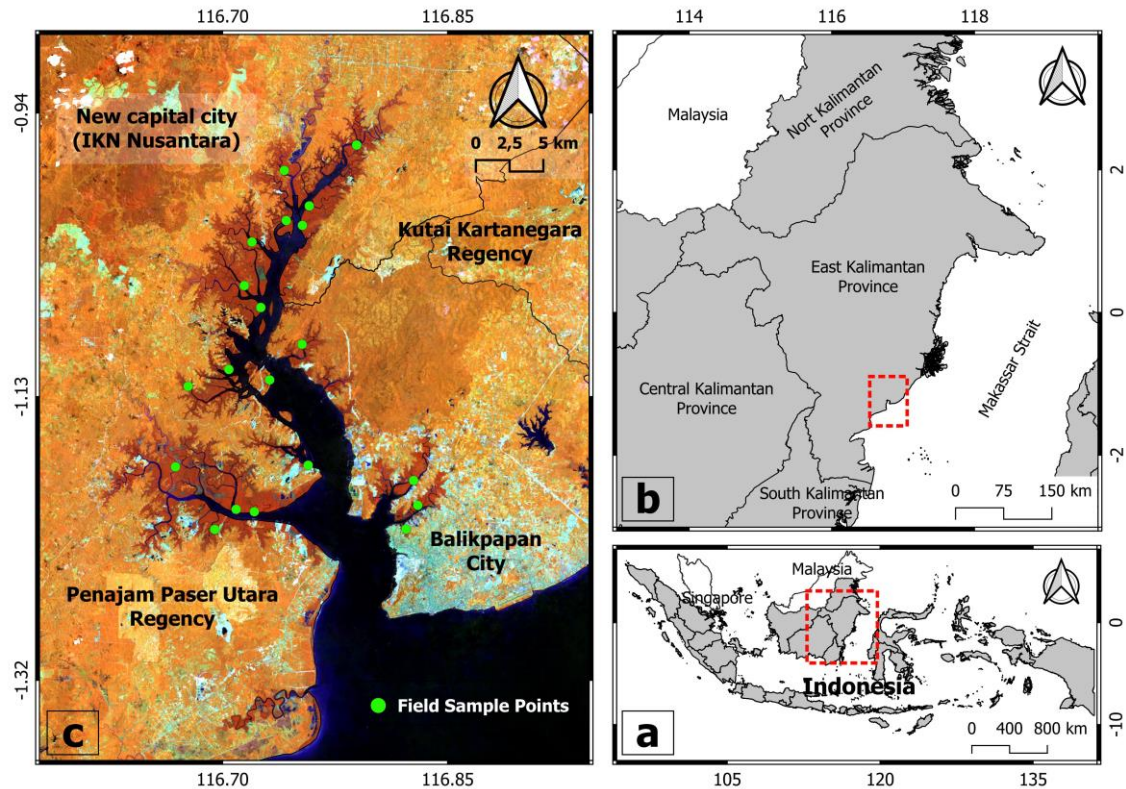 116.70
116.85
-0.94
-1.13
-1.32
New capital city
(IKN Nusantara)
0 2,5 5 km
Kutai Kartanegara
Regency
Balikpapan
City
Penajam Paser Utara
Regency
Field Sample Points
c
116.70
116.85
114
116
118
Malaysia
Nort Kalimantan
Province
East Kalimantan
Province
Central Kalimantan
Province
South Kalimantan
Province
Makassar Strait
2
0
-2
b
0 75 150 km
Malaysia
Singapore
Indonesia
0
-10
a
0 400 800 km
105
120
135